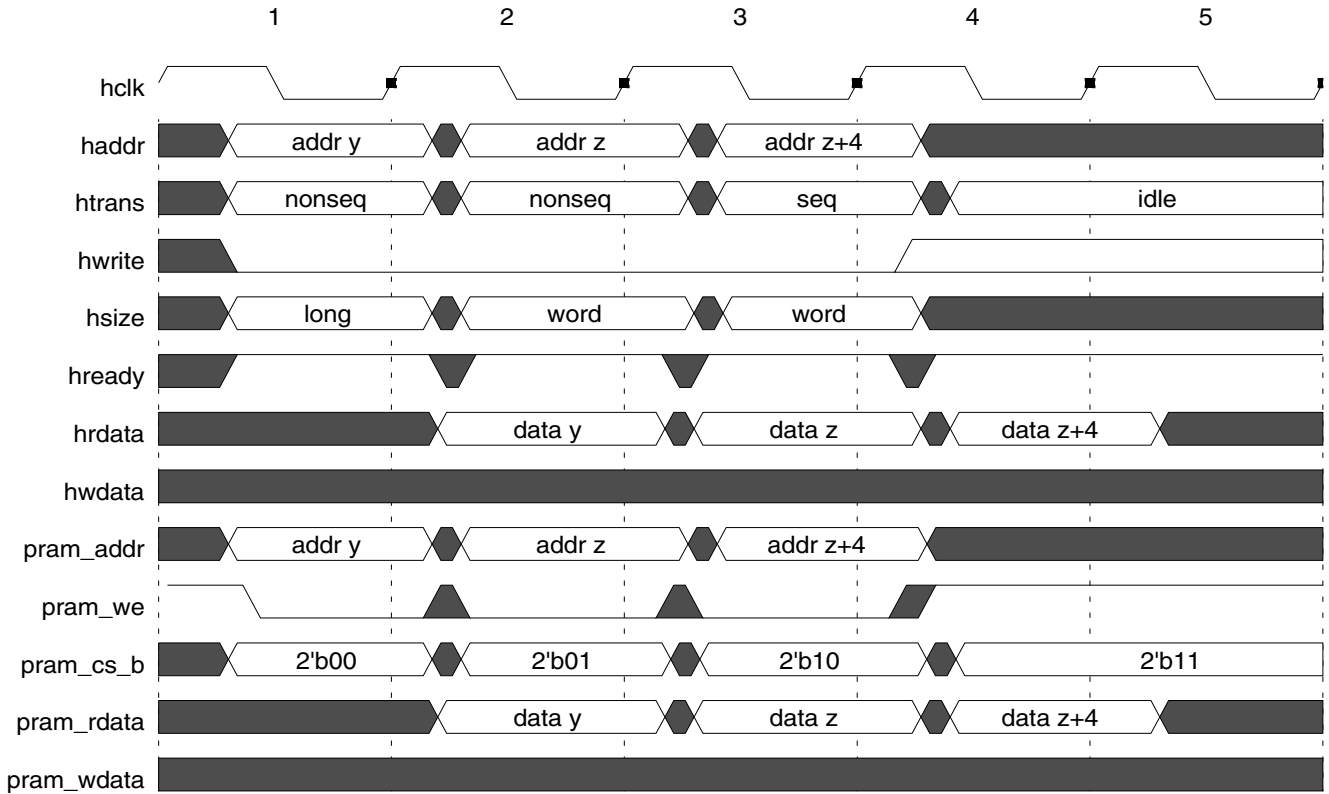 1 2 3 4 5
hclk
haddr addr y addr z addr z+4
htrans nonseq nonseq seq idle
hwrite
hsize long word word
hready
hrdata data y data z data z+4
hwdata
pram_addr addr y addr z addr z+4
pram_we
pram_cs_b 2'b00 2'b01 2'b10 2'b11
pram_rdata data y data z data z+4
pram_wdata